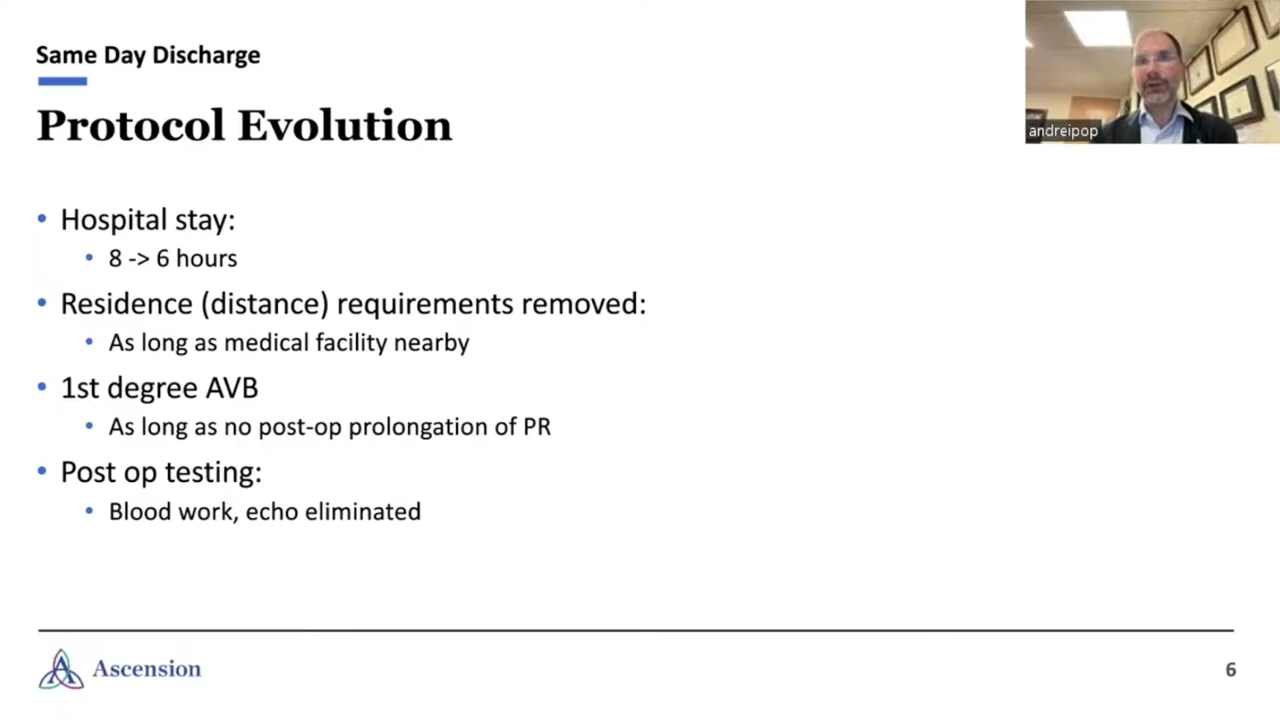 Same Day Discharge
Protocol Evolution
andreipop
• Hospital stay:
• 8 -> 6 hours
• Residence (distance) requirements removed:
• As long as medical facility nearby
• 1st degree AVB
• As long as no post-op prolongation of PR
• Post op testing:
• Blood work, echo eliminated
Ascension
6